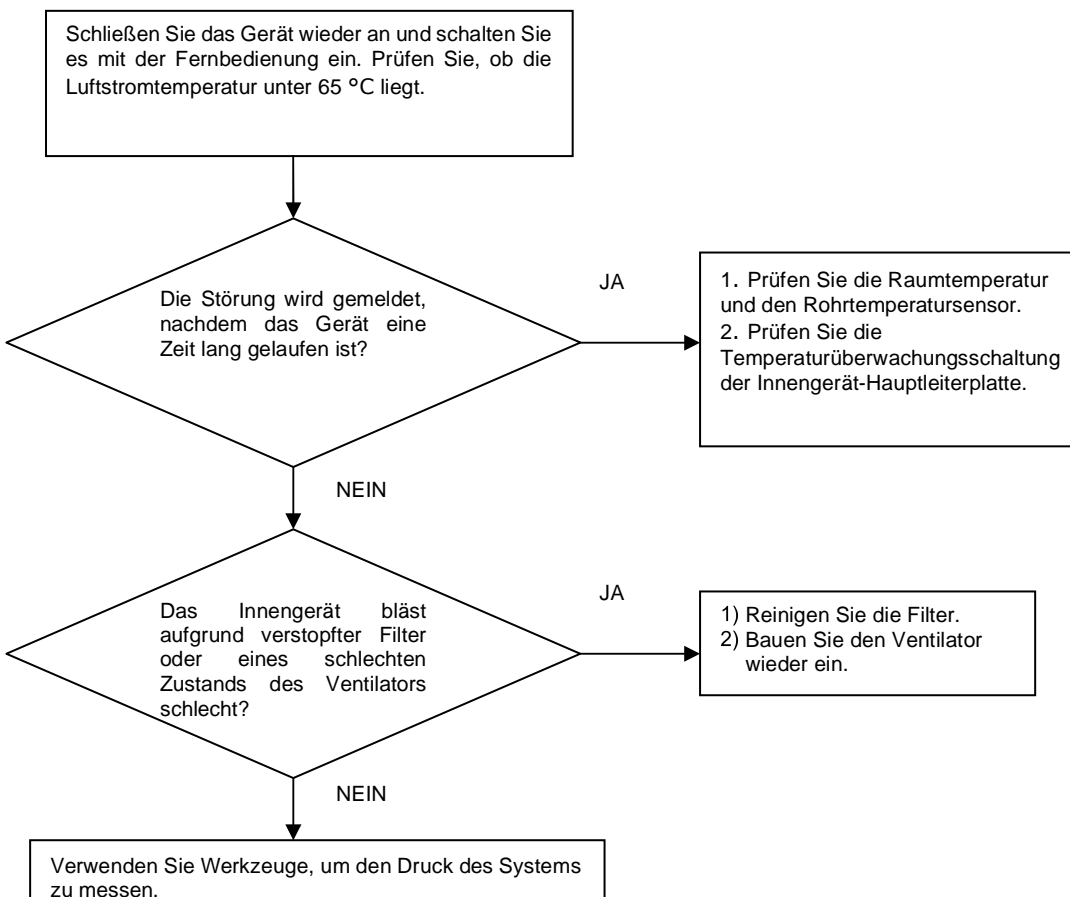 Schließen Sie das Gerät wieder an und schalten Sie
es mit der Fernbedienung ein. Prüfen Sie, ob die
Luftstromtemperatur unter 65 °C liegt.
Die Störung wird gemeldet,
nachdem das Gerät eine
Zeit lang gelaufen ist?
JA
1. Prüfen Sie die Raumtemperatur
und den Rohrtemperatursensor.
2. Prüfen Sie die
Temperaturüberwachungsschaltung
der Innengerät-Hauptleiterplatte.
NEIN
Das Innengerät bläst
aufgrund verstopfter Filter
oder eines schlechten
Zustands des Ventilators
schlecht?
JA
1) Reinigen Sie die Filter.
2) Bauen Sie den Ventilator
wieder ein.
NEIN
Verwenden Sie Werkzeuge, um den Druck des Systems
zu messen.